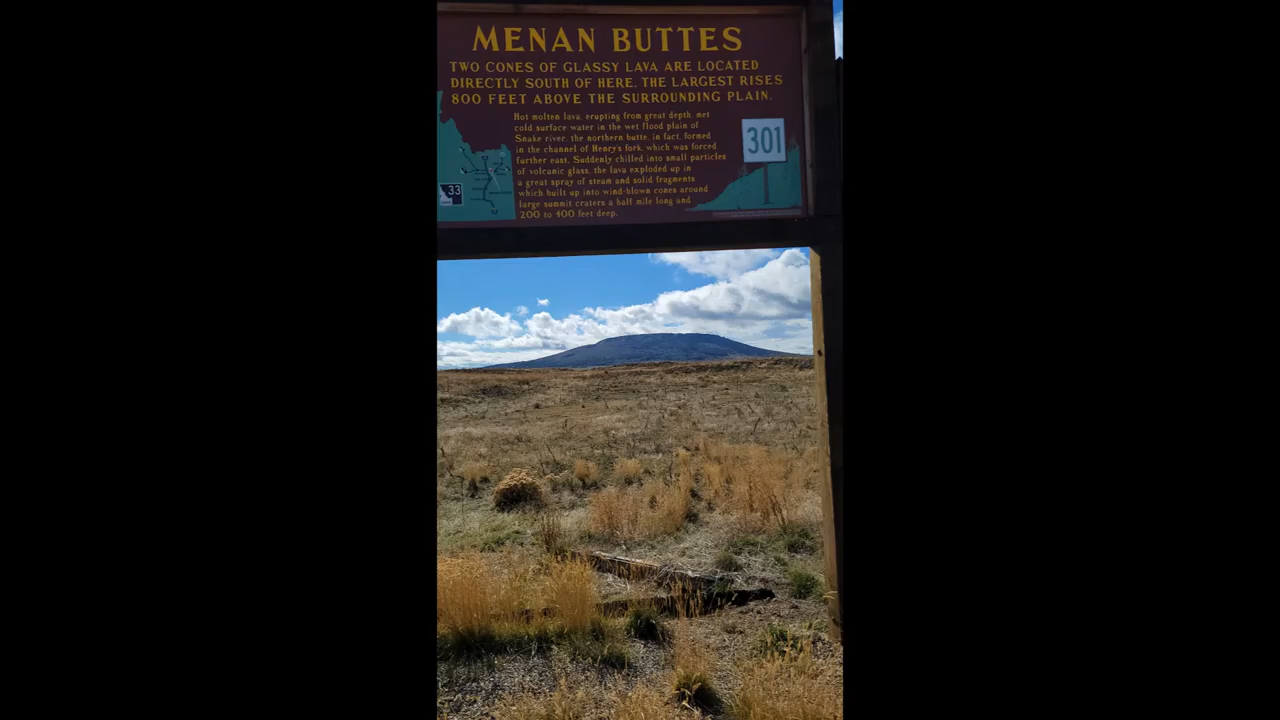 MENAN BUTTES
TWO CONES OF GLASSY LAVA ARE LOCATED
DIRECTLY SOUTH OF HERE. THE LARGEST RISES
800 FEET ABOVE THE SURROUNDING PLAIN.
Hot molten lava, erupting from great depth, met
cold surface water in the wet flood plain of
Snake river, the northern butte, in fact, formed
in the channel of Henry's fork, which was forced
further east. Suddenly chilled into small particles
of volcanic glass, the lava exploded up in
a great spray of steam and solid fragments
which built up into wind-blown cones around
large summit craters a half mile long and
200 to 400 feet deep.
301
33